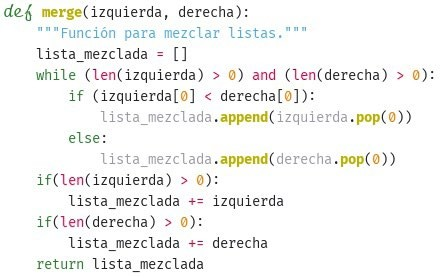 def merge(izquierda, derecha):
    """Función para mezclar listas."""
    lista_mezclada = []
    while (len(izquierda) > 0) and (len(derecha) > 0):
        if (izquierda[0] < derecha[0]):
            lista_mezclada.append(izquierda.pop(0))
        else:
            lista_mezclada.append(derecha.pop(0))
    if(len(izquierda) > 0):
        lista_mezclada += izquierda
    if(len(derecha) > 0):
        lista_mezclada += derecha
    return lista_mezclada